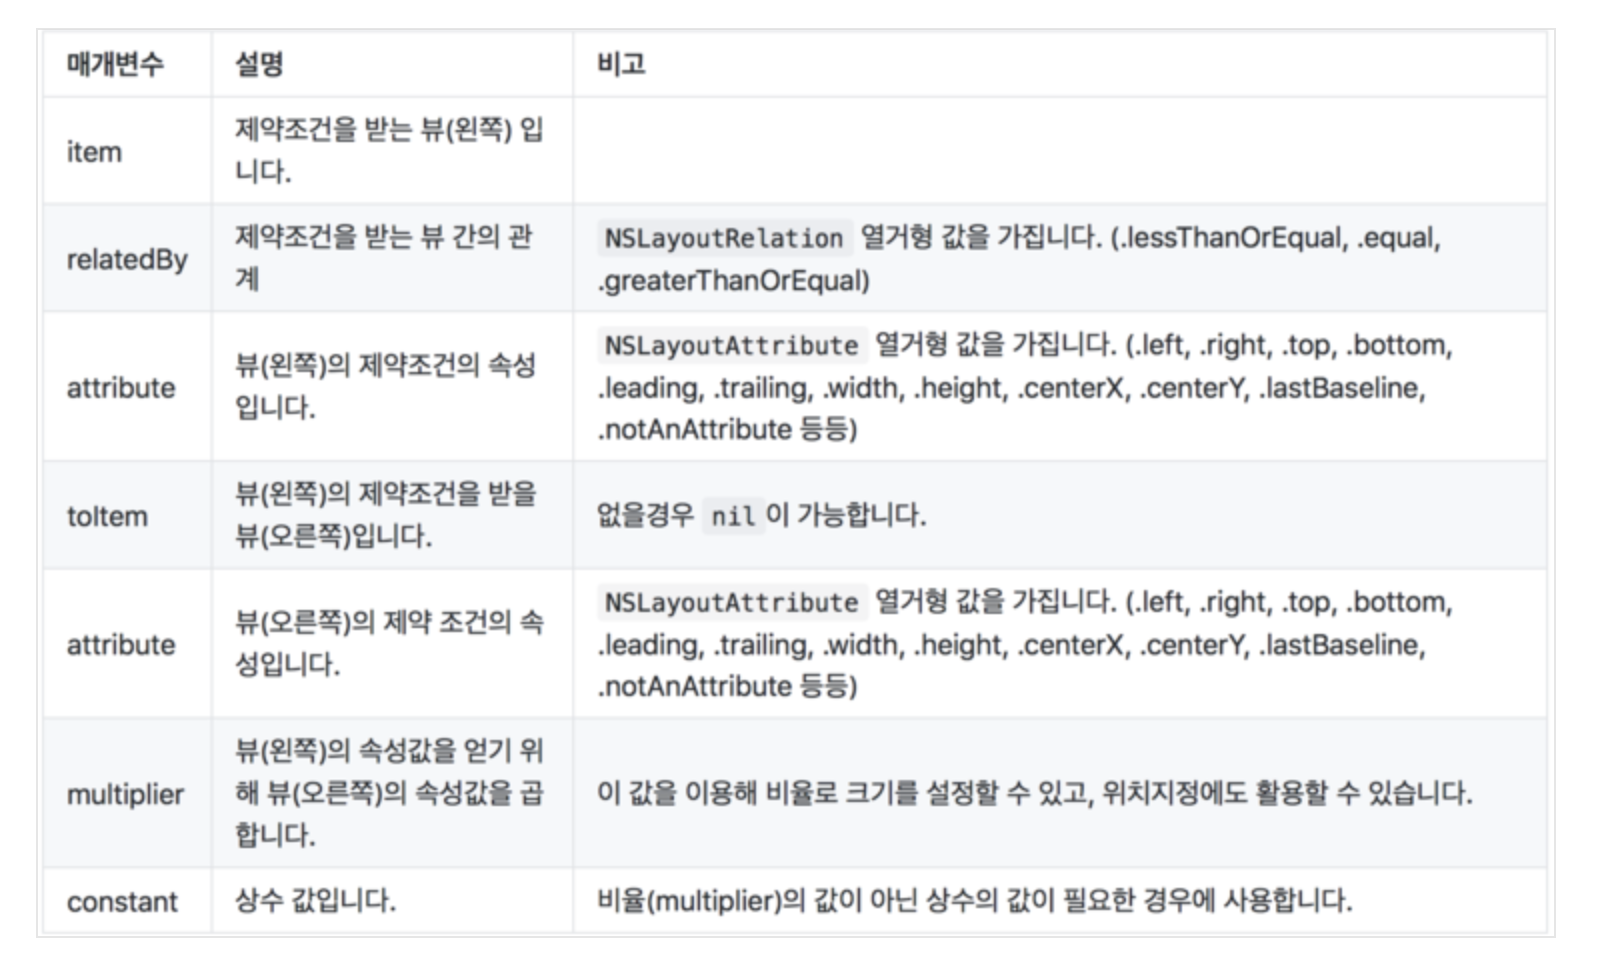 매개변수 설명 비고
item
제약조건을 받는 뷰(왼쪽) 입
니다.
relatedBy
제약조건을 받는 뷰 간의 관
계
NSLayoutRelation 열거형 값을 가집니다. (.lessThanOrEqual, .equal,
.greaterThanOrEqual)
attribute
뷰(왼쪽)의 제약조건의 속성
입니다.
NSLayoutAttribute 열거형 값을 가집니다. (.left, .right, .top, .bottom,
.leading, .trailing, .width, .height, .centerX, .centerY, .lastBaseline,
.notAnAttribute 등등)
toItem
뷰(왼쪽)의 제약조건을 받을
뷰(오른쪽)입니다.
없을경우 nil이 가능합니다.
attribute
뷰(오른쪽)의 제약 조건의 속
성입니다.
NSLayoutAttribute 열거형 값을 가집니다. (.left, .right, .top, .bottom,
.leading, .trailing, .width, .height, .centerX, .centerY, .lastBaseline,
.notAnAttribute 등등)
multiplier
뷰(왼쪽)의 속성값을 얻기 위
해 뷰(오른쪽)의 속성값을 곱
합니다.
이 값을 이용해 비율로 크기를 설정할 수 있고, 위치지정에도 활용할 수 있습니다.
constant
상수 값입니다.
비율(multiplier)의 값이 아닌 상수의 값이 필요한 경우에 사용합니다.